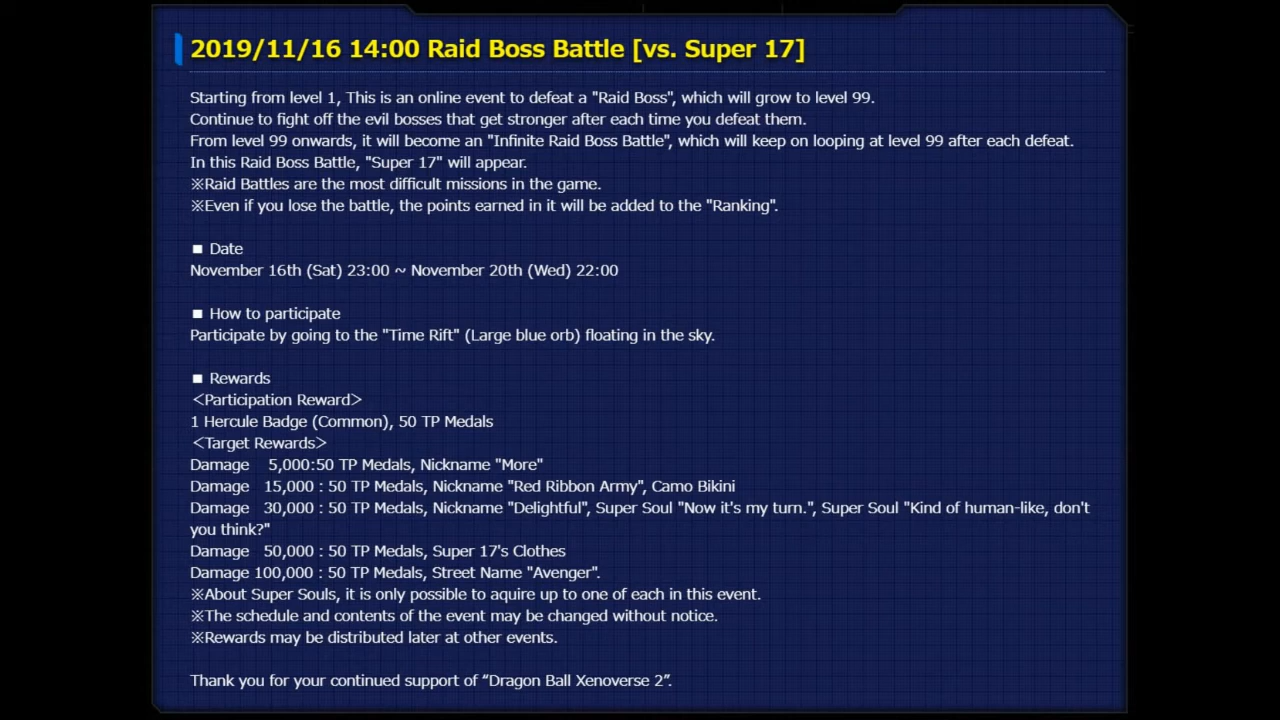 2019/11/16 14:00 Raid Boss Battle [vs. Super 17]
Starting from level 1, This is an online event to defeat a "Raid Boss", which will grow to level 99.
Continue to fight off the evil bosses that get stronger after each time you defeat them.
From level 99 onwards, it will become an "Infinite Raid Boss Battle", which will keep on looping at level 99 after each defeat.
In this Raid Boss Battle, "Super 17" will appear.
※Raid Battles are the most difficult missions in the game.
※Even if you lose the battle, the points earned in it will be added to the "Ranking".
■ Date
November 16th (Sat) 23:00 ~ November 20th (Wed) 22:00
■ How to participate
Participate by going to the "Time Rift" (Large blue orb) floating in the sky.
■ Rewards
<Participation Reward>
1 Hercule Badge (Common), 50 TP Medals
<Target Rewards>
Damage 5,000:50 TP Medals, Nickname "More"
Damage 15,000 : 50 TP Medals, Nickname "Red Ribbon Army", Camo Bikini
Damage 30,000 : 50 TP Medals, Nickname "Delightful", Super Soul "Now it's my turn.", Super Soul "Kind of human-like, don't
you think?"
Damage 50,000 : 50 TP Medals, Super 17's Clothes
Damage 100,000 : 50 TP Medals, Street Name "Avenger".
※About Super Souls, it is only possible to aquire up to one of each in this event.
※The schedule and contents of the event may be changed without notice.
※Rewards may be distributed later at other events.
Thank you for your continued support of “Dragon Ball Xenoverse 2”.